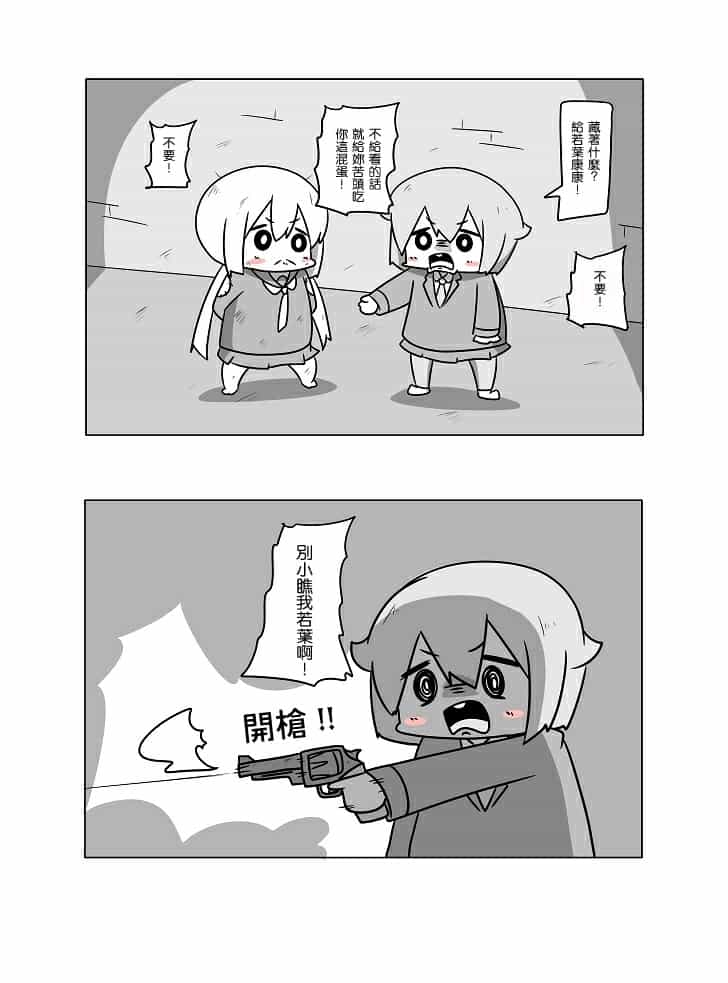 藏著什麼？
給若葉康康！
不要！
不給看的話
就給妳苦頭吃
你這混蛋！
不要！
別小瞧我若葉啊！
開槍!!